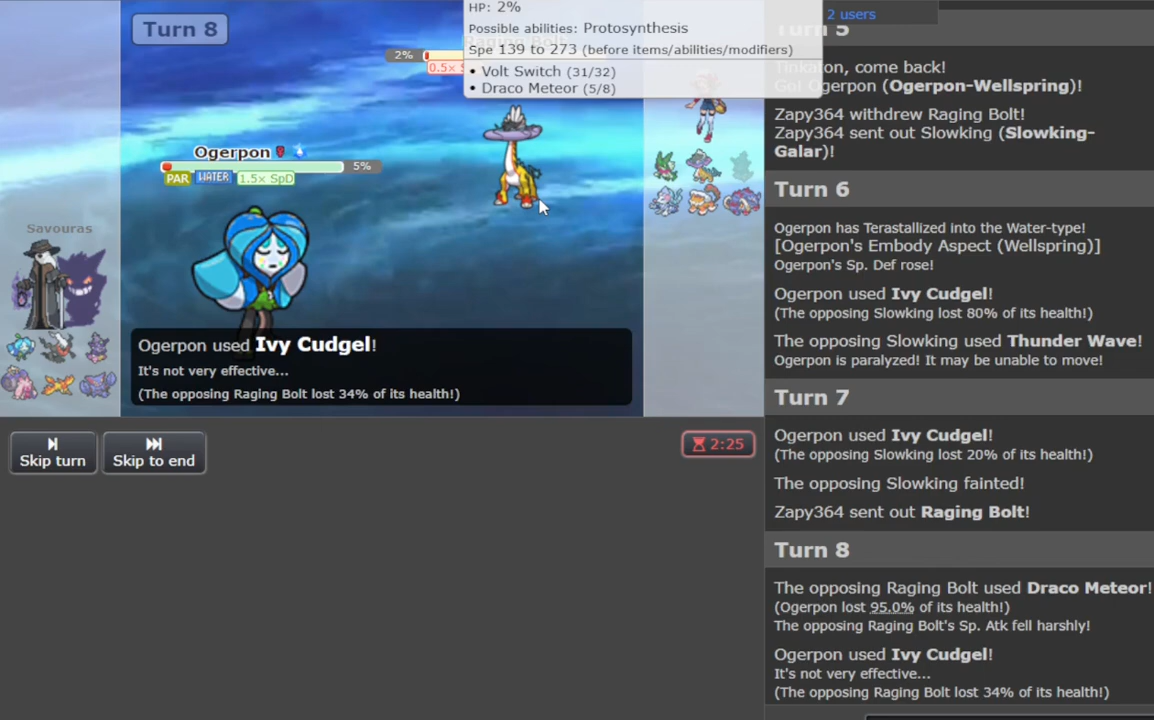 Turn 8
HP: 2%
Possible abilities: Protosynthesis
Spe 139 to 273 (before items/abilities/modifiers)
• Volt Switch (31/32)
• Draco Meteor (5/8)
2%
Ogerpon
5%
PAR WATER 1.5× SpD
Savouras
Ogerpon used Ivy Cudgel!
It's not very effective...
(The opposing Raging Bolt lost 34% of its health!)
Skip turn
Skip to end
2:25
2 users
Turn 5
Tinkaton, come back!
Go! Ogerpon (Ogerpon-Wellspring)!
Zapy364 withdrew Raging Bolt!
Zapy364 sent out Slowking (Slowking-
Galar)!
Turn 6
Ogerpon has Terastallized into the Water-type!
[Ogerpon's Embody Aspect (Wellspring)]
Ogerpon's Sp. Def rose!
Ogerpon used Ivy Cudgel!
(The opposing Slowking lost 80% of its health!)
The opposing Slowking used Thunder Wave!
Ogerpon is paralyzed! It may be unable to move!
Turn 7
Ogerpon used Ivy Cudgel!
(The opposing Slowking lost 20% of its health!)
The opposing Slowking fainted!
Zapy364 sent out Raging Bolt!
Turn 8
The opposing Raging Bolt used Draco Meteor!
(Ogerpon lost 95.0% of its health!)
The opposing Raging Bolt's Sp. Atk fell harshly!
Ogerpon used Ivy Cudgel!
It's not very effective...
(The opposing Raging Bolt lost 34% of its health!)